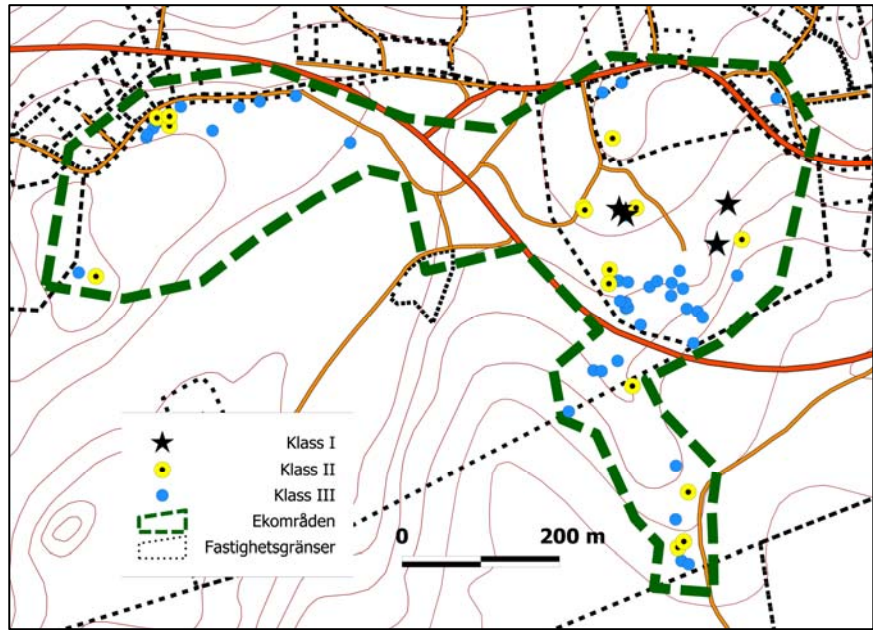 Klass I
Klass II
Klass III
Ekområden
Fastighetsgränser
0 200 m